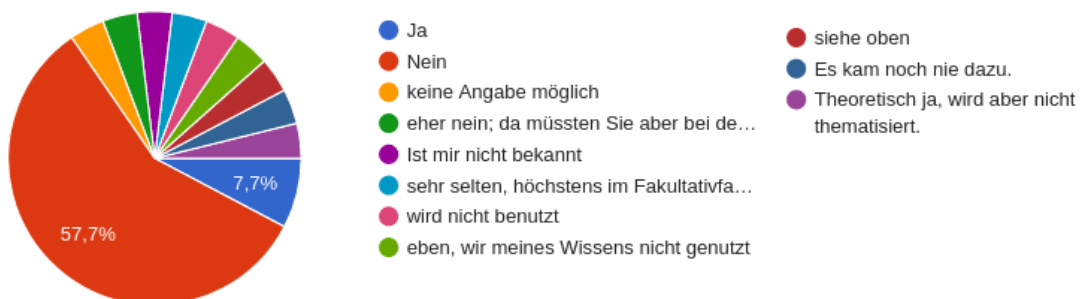 7,7%
57,7%
Ja
Nein
keine Angabe möglich
eher nein; da müssten Sie aber bei de…
Ist mir nicht bekannt
sehr selten, höchstens im Fakultativfa…
wird nicht benutzt
eben, wir meines Wissens nicht genutzt
siehe oben
Es kam noch nie dazu.
Theoretisch ja, wird aber nicht
thematisiert.